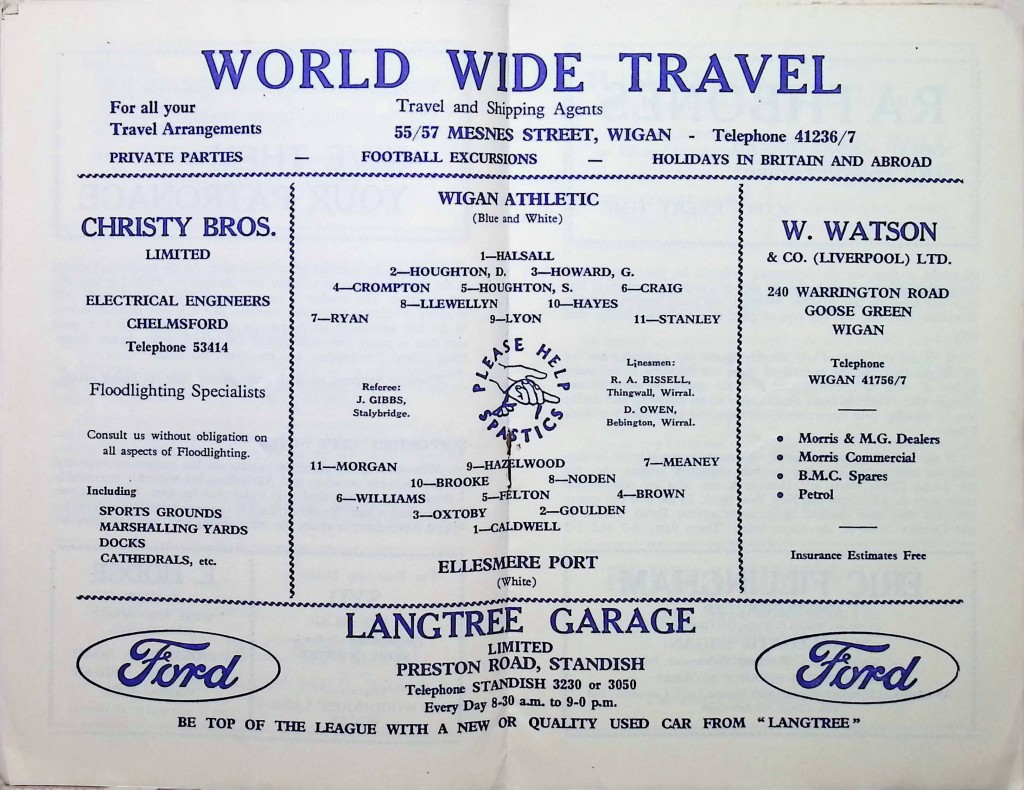 WORLD WIDE TRAVEL
For all your
Travel Arrangements
Travel and Shipping Agents
55/57 MESNES STREET, WIGAN - Telephone 41236/7
PRIVATE PARTIES — FOOTBALL EXCURSIONS — HOLIDAYS IN BRITAIN AND ABROAD
CHRISTY BROS.
LIMITED
ELECTRICAL ENGINEERS
CHELMSFORD
Telephone 53414
Floodlighting Specialists
Consult us without obligation on
all aspects of Floodlighting.
Including
SPORTS GROUNDS
MARSHALLING YARDS
DOCKS
CATHEDRALS, etc.
WIGAN ATHLETIC
(Blue and White)
1—HALSALL
2—HOUGHTON, D. 3—HOWARD, G.
4—CROMPTON 5—HOUGHTON, S. 6—CRAIG
8—LLEWELLYN 10—HAYES
7—RYAN 9—LYON 11—STANLEY
PLEASE HELP
SPASTICS
Referee:
J. GIBBS,
Stalybridge.
Linesmen:
R. A. BISSELL,
Thingwall, Wirral.
D. OWEN,
Bebington, Wirral.
11—MORGAN 9—HAZELWOOD 7—MEANEY
10—BROOKE 8—NODEN
6—WILLIAMS 5—FELTON 4—BROWN
3—OXTOBY 2—GOULDEN
1—CALDWELL
ELLESMERE PORT
(White)
W. WATSON
& CO. (LIVERPOOL) LTD.
240 WARRINGTON ROAD
GOOSE GREEN
WIGAN
Telephone
WIGAN 41756/7
• Morris & M.G. Dealers
• Morris Commercial
• B.M.C. Spares
• Petrol
Insurance Estimates Free
Ford
LANGTREE GARAGE
LIMITED
PRESTON ROAD, STANDISH
Telephone STANDISH 3230 or 3050
Every Day 8-30 a.m. to 9-0 p.m.
Ford
BE TOP OF THE LEAGUE WITH A NEW OR QUALITY USED CAR FROM "LANGTREE"